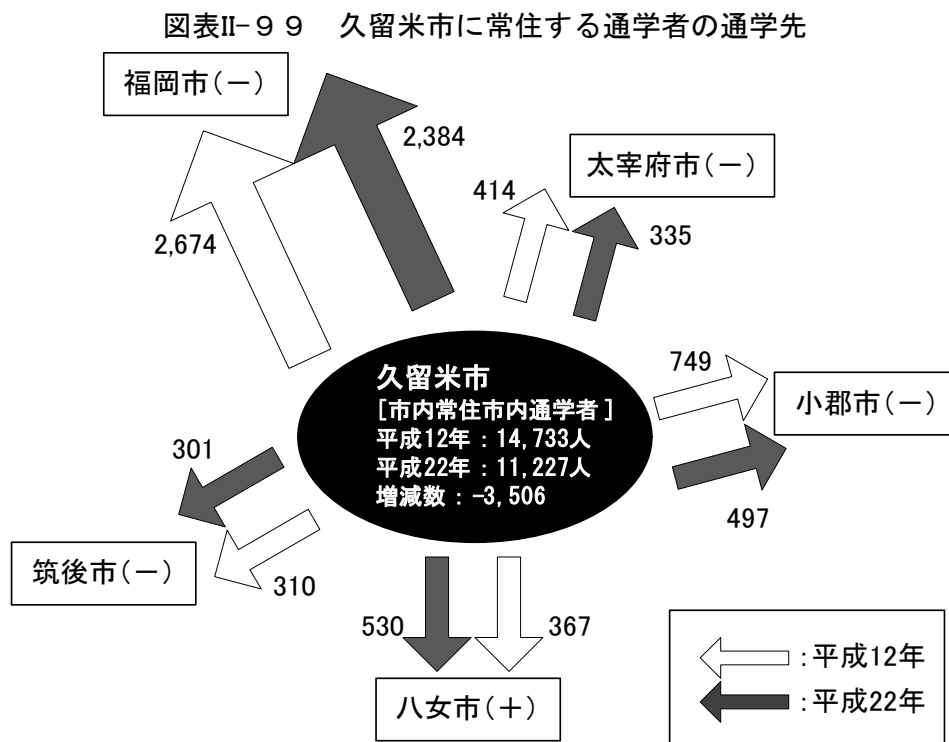 図表Ⅱ-９９　久留米市に常住する通学者の通学先
福岡市(－)
2,384
2,674
太宰府市(－)
414
335
749
小郡市(－)
497
久留米市
[市内常住市内通学者]
平成12年：14,733人
平成22年：11,227人
増減数：-3,506
301
筑後市(－)
310
530
367
八女市(＋)
：平成12年
：平成22年